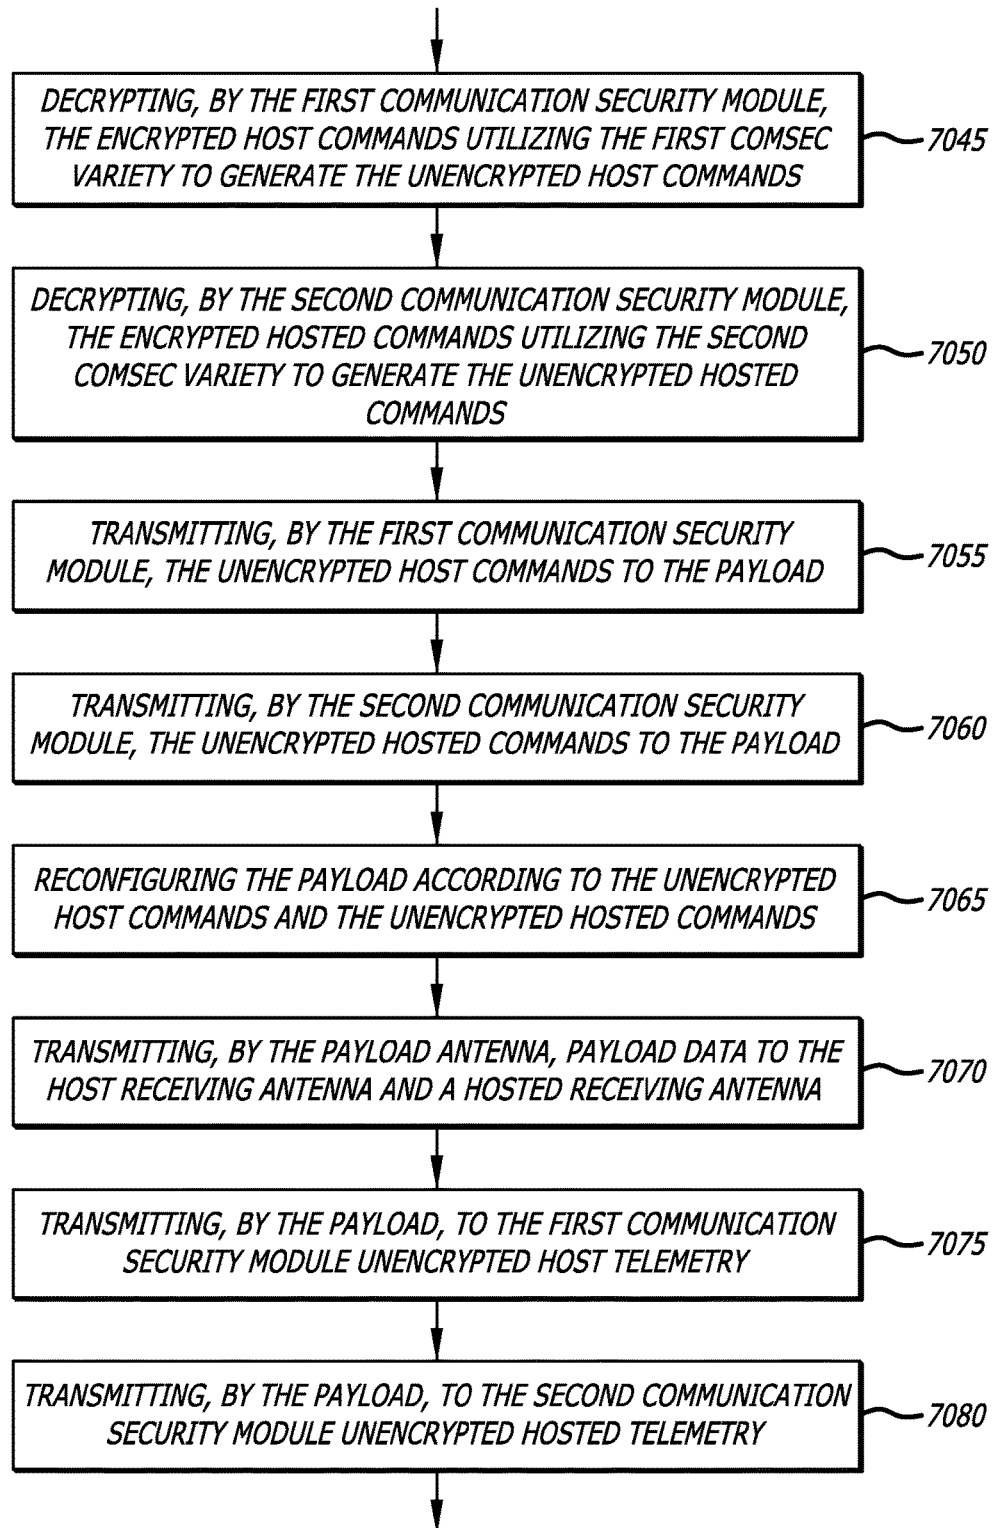 DECRYPTING, BY THE FIRST COMMUNICATION SECURITY MODULE,
THE ENCRYPTED HOST COMMANDS UTILIZING THE FIRST COMSEC
VARIETY TO GENERATE THE UNENCRYPTED HOST COMMANDS
7045
DECRYPTING, BY THE SECOND COMMUNICATION SECURITY MODULE,
THE ENCRYPTED HOSTED COMMANDS UTILIZING THE SECOND
COMSEC VARIETY TO GENERATE THE UNENCRYPTED HOSTED
COMMANDS
7050
TRANSMITTING, BY THE FIRST COMMUNICATION SECURITY
MODULE, THE UNENCRYPTED HOST COMMANDS TO THE PAYLOAD
7055
TRANSMITTING, BY THE SECOND COMMUNICATION SECURITY
MODULE, THE UNENCRYPTED HOSTED COMMANDS TO THE PAYLOAD
7060
RECONFIGURING THE PAYLOAD ACCORDING TO THE UNENCRYPTED
HOST COMMANDS AND THE UNENCRYPTED HOSTED COMMANDS
7065
TRANSMITTING, BY THE PAYLOAD ANTENNA, PAYLOAD DATA TO THE
HOST RECEIVING ANTENNA AND A HOSTED RECEIVING ANTENNA
7070
TRANSMITTING, BY THE PAYLOAD, TO THE FIRST COMMUNICATION
SECURITY MODULE UNENCRYPTED HOST TELEMETRY
7075
TRANSMITTING, BY THE PAYLOAD, TO THE SECOND COMMUNICATION
SECURITY MODULE UNENCRYPTED HOSTED TELEMETRY
7080